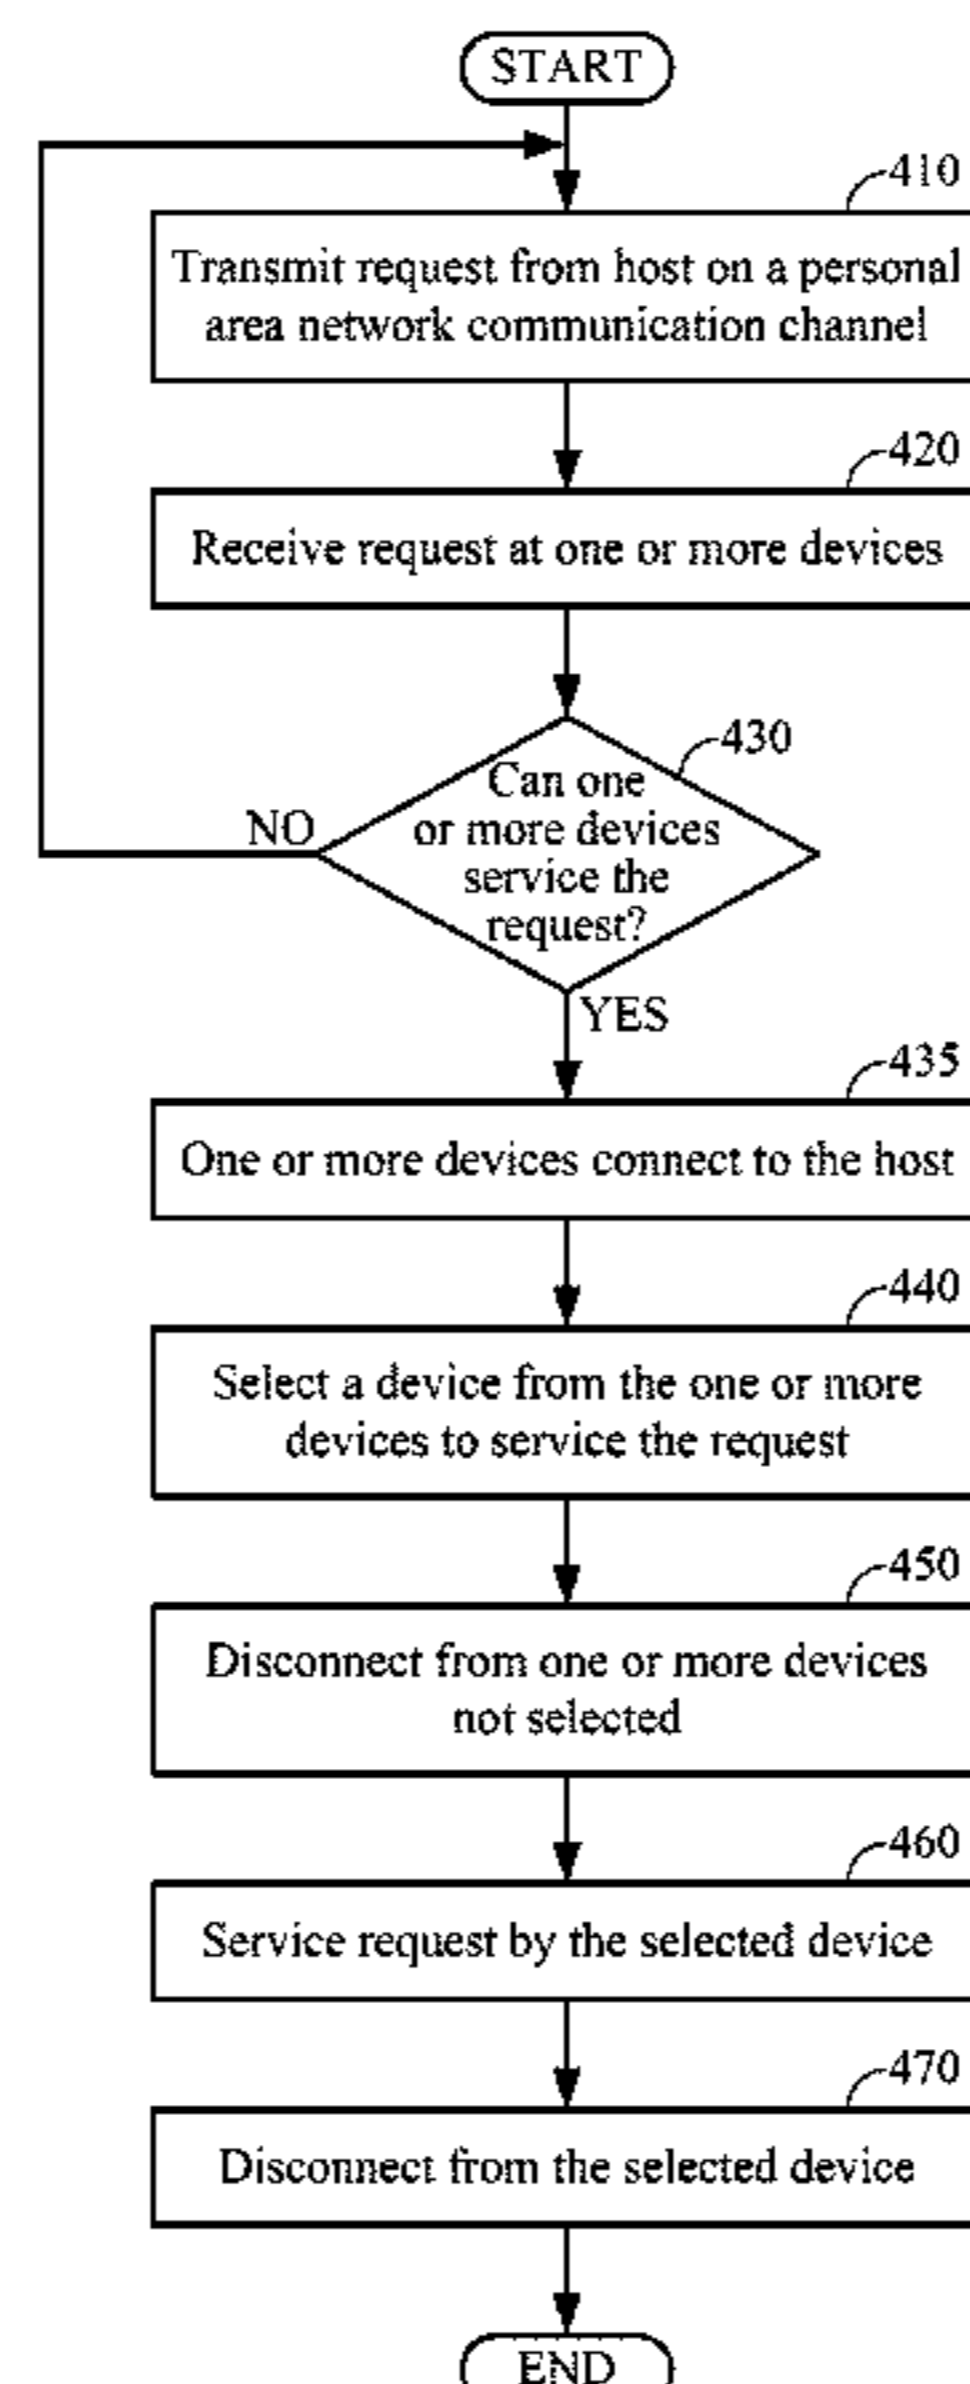 START
410
Transmit request from host on a personal
area network communication channel
420
Receive request at one or more devices
430
Can one
or more devices
service the
request?
NO
YES
435
One or more devices connect to the host
440
Select a device from the one or more
devices to service the request
450
Disconnect from one or more devices
not selected
460
Service request by the selected device
470
Disconnect from the selected device
END